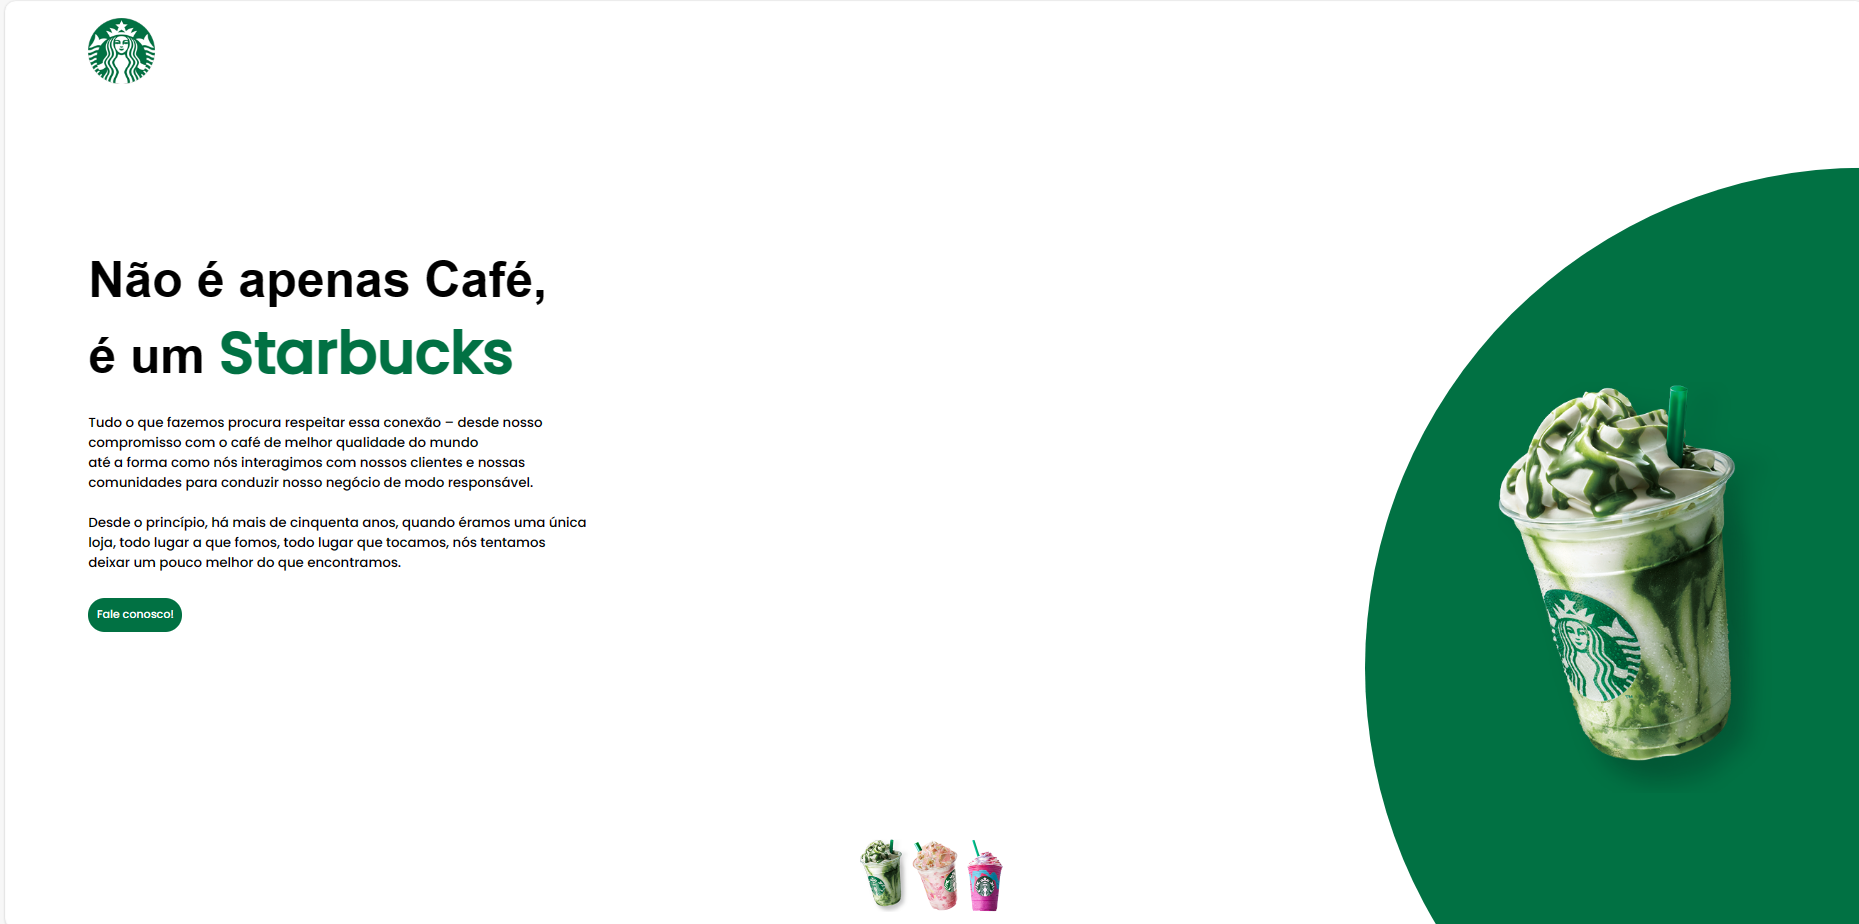 Não é apenas Café,
é um Starbucks
Tudo o que fazemos procura respeitar essa conexão – desde nosso
compromisso com o café de melhor qualidade do mundo
até a forma como nós interagimos com nossos clientes e nossas
comunidades para conduzir nosso negócio de modo responsável.
Desde o princípio, há mais de cinquenta anos, quando éramos uma única
loja, todo lugar a que fomos, todo lugar que tocamos, nós tentamos
deixar um pouco melhor do que encontramos.
Fale conosco!